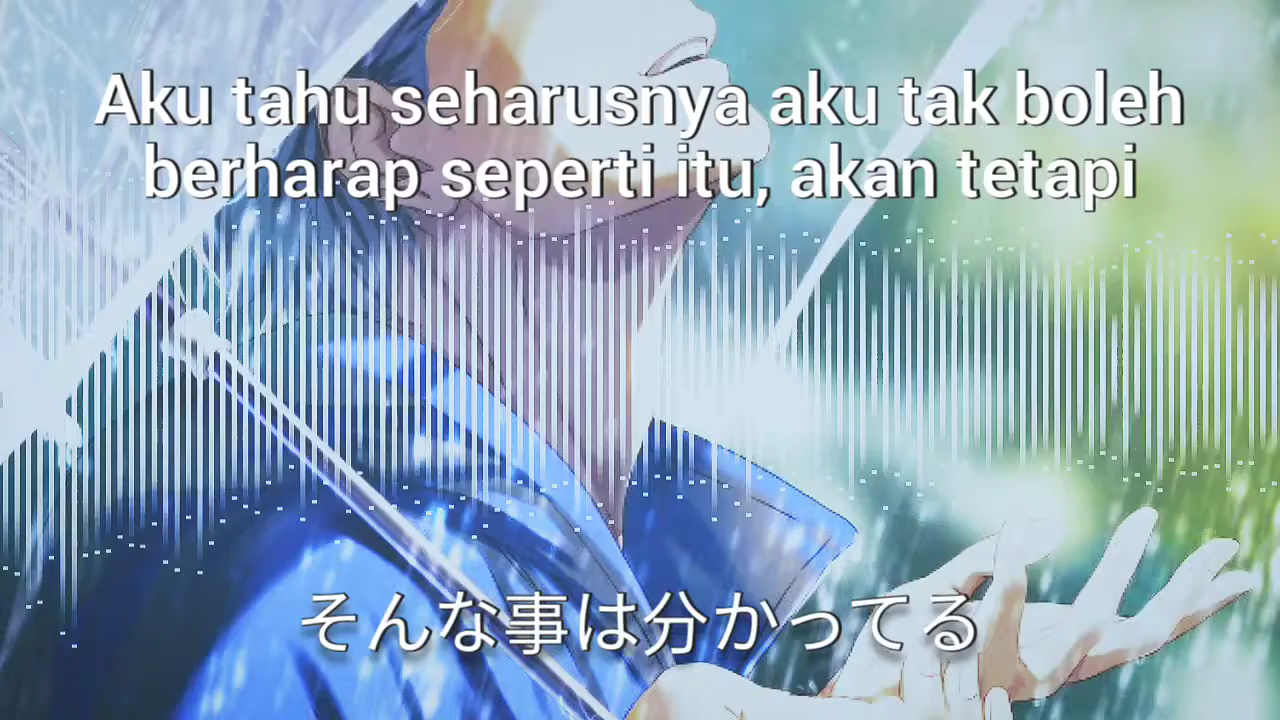 Aku tahu seharusnya aku tak boleh
berharap seperti itu, akan tetapi
そんな事は分かってる